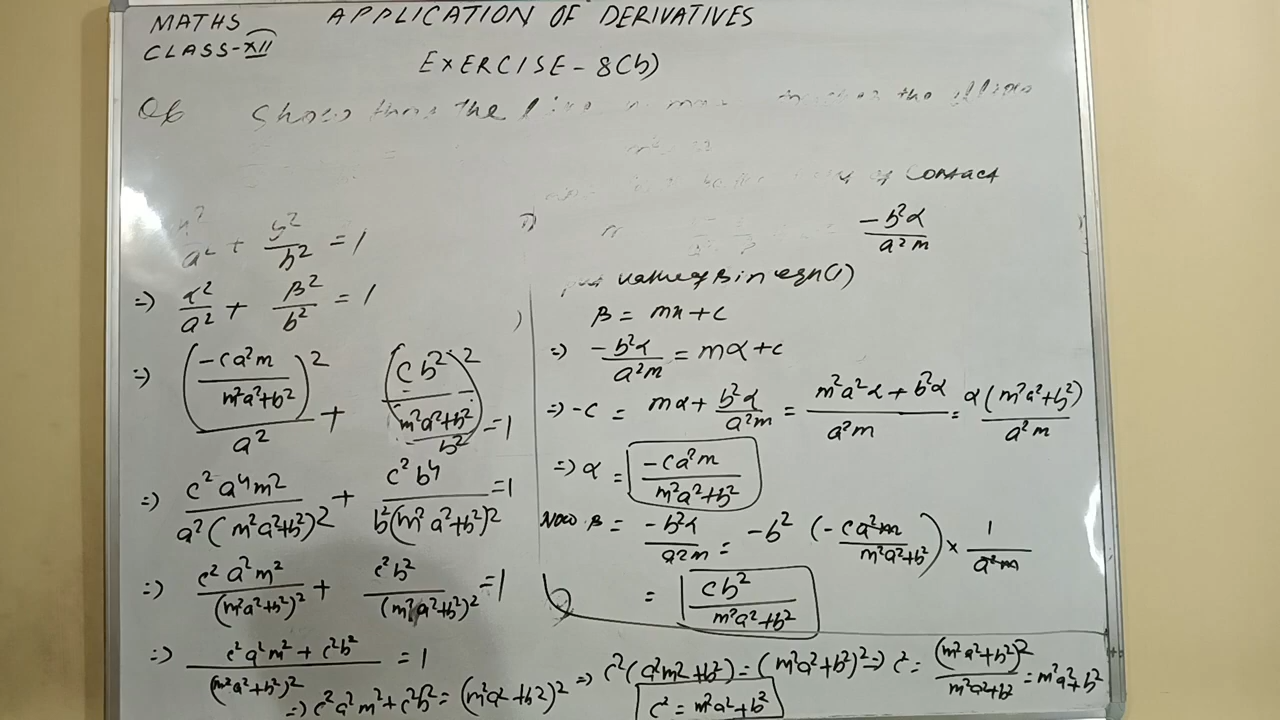 MATHS
CLASS-XII
APPLICATION OF DERIVATIVES
EXERCISE-8(b)
Q6 Show the
of Contact
x²/a² + y²/b² = 1
=) α²/a² + β²/b² = 1
=) (-ca²m/(m²a²+b²))²/a² + (cb²/(m²a²+b²))²/b² = 1
=) c²a⁴m²/a²(m²a²+b²)² + c²b⁴/b²(m²a²+b²)² = 1
=) c²a²m²/(m²a²+b²)² + c²b²/(m²a²+b²)² = 1
=) (c²a²m² + c²b²)/(m²a²+b²)² = 1
=) c²a²m² + c²b² = (m²a²+b²)²
-b²α/a²m
value of β in eqn(1)
β = mx+c
=) -b²α/a²m = mα+c
=) -c = mα + b²α/a²m = (m²a²α + b²α)/a²m = α(m²a²+b²)/a²m
=) α = -ca²m/(m²a²+b²)
Now β = -b²α/a²m = -b² (-ca²m/(m²a²+b²)) × 1/a²m
= cb²/(m²a²+b²)
=) c²(a²m²+b²) = (m²a²+b²)² =) c² = (m²a²+b²)²/(m²a²+b²) = m²a²+b²
c² = m²a²+b²